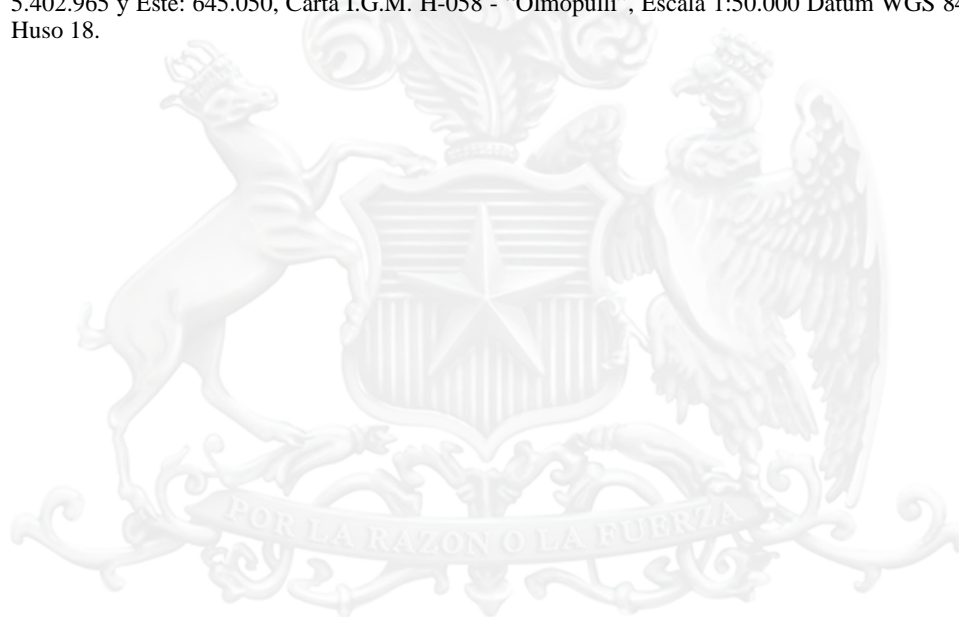 5.402.965 y Este: 645.050, Carta I.G.M. H-058 - "Olmopulli", Escala 1:50.000 Datum WGS 84
Huso 18.
POR LA RAZON O LA FUERZA